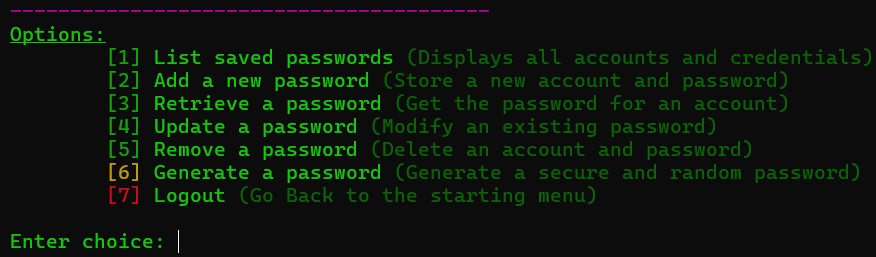 ----------------------------------------
Options:
[1] List saved passwords (Displays all accounts and credentials)
[2] Add a new password (Store a new account and password)
[3] Retrieve a password (Get the password for an account)
[4] Update a password (Modify an existing password)
[5] Remove a password (Delete an account and password)
[6] Generate a password (Generate a secure and random password)
[7] Logout (Go Back to the starting menu)
Enter choice: